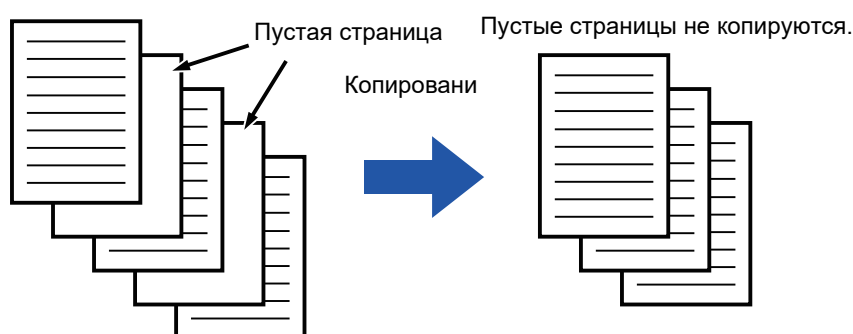 Пустая страница
Пустые страницы не копируются.
Копировани